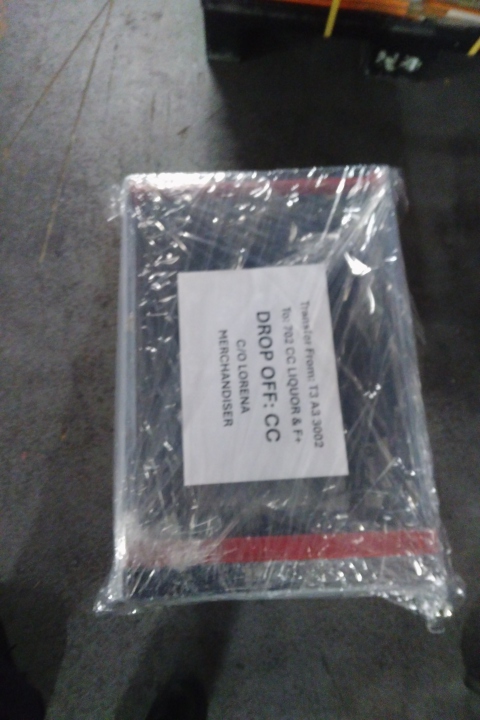 Transfer From: T3 A3 3002
To: 702 CC LIQUOR & F+
DROP OFF: CC
C/O LORENA
MERCHANDISER